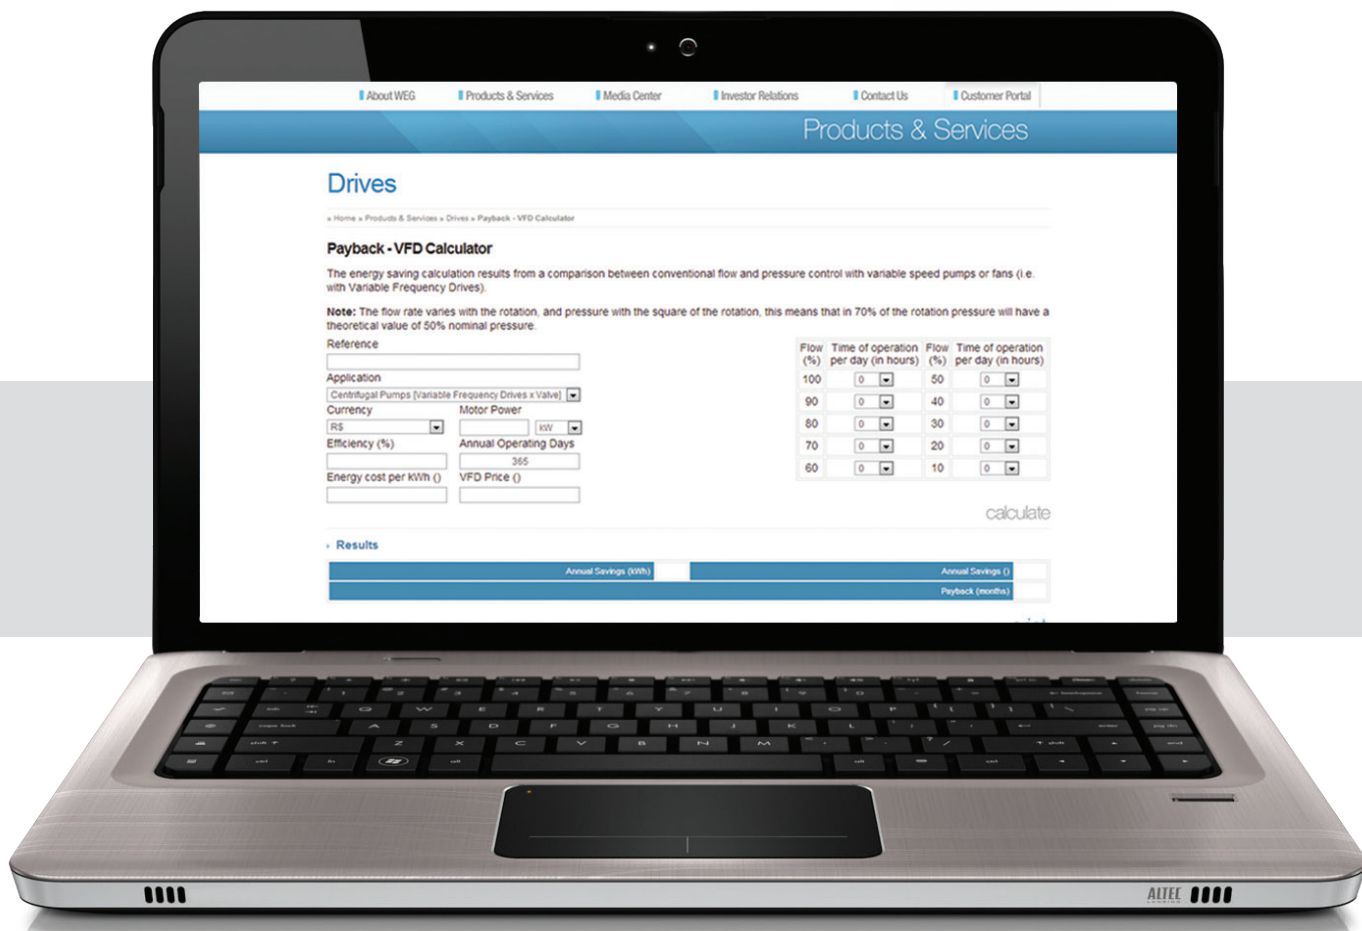 About WEG
Products & Services
Media Center
Investor Relations
Contact Us
Customer Portal
Products & Services
Drives
» Home » Products & Services » Drives » Payback - VFD Calculator
Payback - VFD Calculator
The energy saving calculation results from a comparison between conventional flow and pressure control with variable speed pumps or fans (i.e.
with Variable Frequency Drives).
Note: The flow rate varies with the rotation, and pressure with the square of the rotation, this means that in 70% of the rotation pressure will have a
theoretical value of 50% nominal pressure.
Reference
Application
Centrifugal Pumps [Variable Frequency Drives x Valve]
Currency Motor Power
R$ kW
Efficiency (%) Annual Operating Days
365
Energy cost per kWh () VFD Price ()
Flow Time of operation Flow Time of operation
(%) per day (in hours) (%) per day (in hours)
100 0 50 0
90 0 40 0
80 0 30 0
70 0 20 0
60 0 10 0
calculate
Results
Annual Savings (kWh) Annual Savings ()
Payback (months)
caps lock A S D F G H J K L enter
Z X C V B N M
ALTEC
LANSING